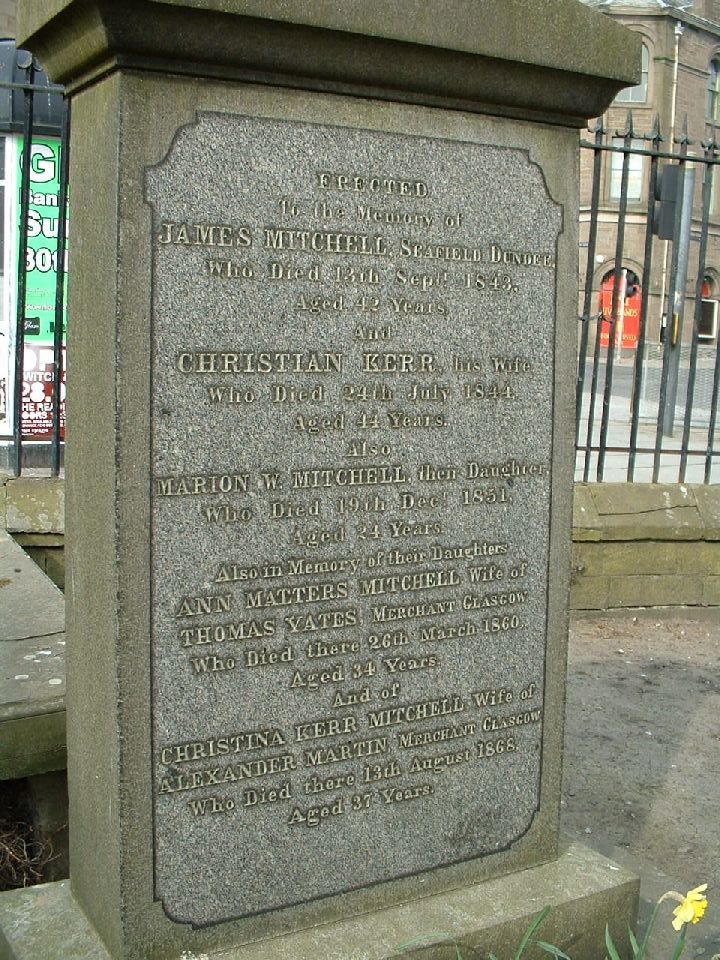 ERECTED
To the Memory of
JAMES MITCHELL, SEAFIELD DUNDEE,
Who Died 13th Septr. 1843,
Aged 42 Years,
And
CHRISTIAN KERR, his Wife
Who Died 24th July 1844,
Aged 44 Years.
Also
MARION W. MITCHELL, then Daughter
Who Died 19th Decr. 1851,
Aged 24 Years
Also in Memory of their Daughters
ANN MATTERS MITCHELL Wife of
THOMAS YATES, MERCHANT GLASGOW
Who Died there 26th March 1860.
Aged 34 Years.
And of
CHRISTINA KERR MITCHELL Wife of
ALEXANDER MARTIN, MERCHANT GLASGOW
Who Died there 13th August 1868.
Aged 37 Years.